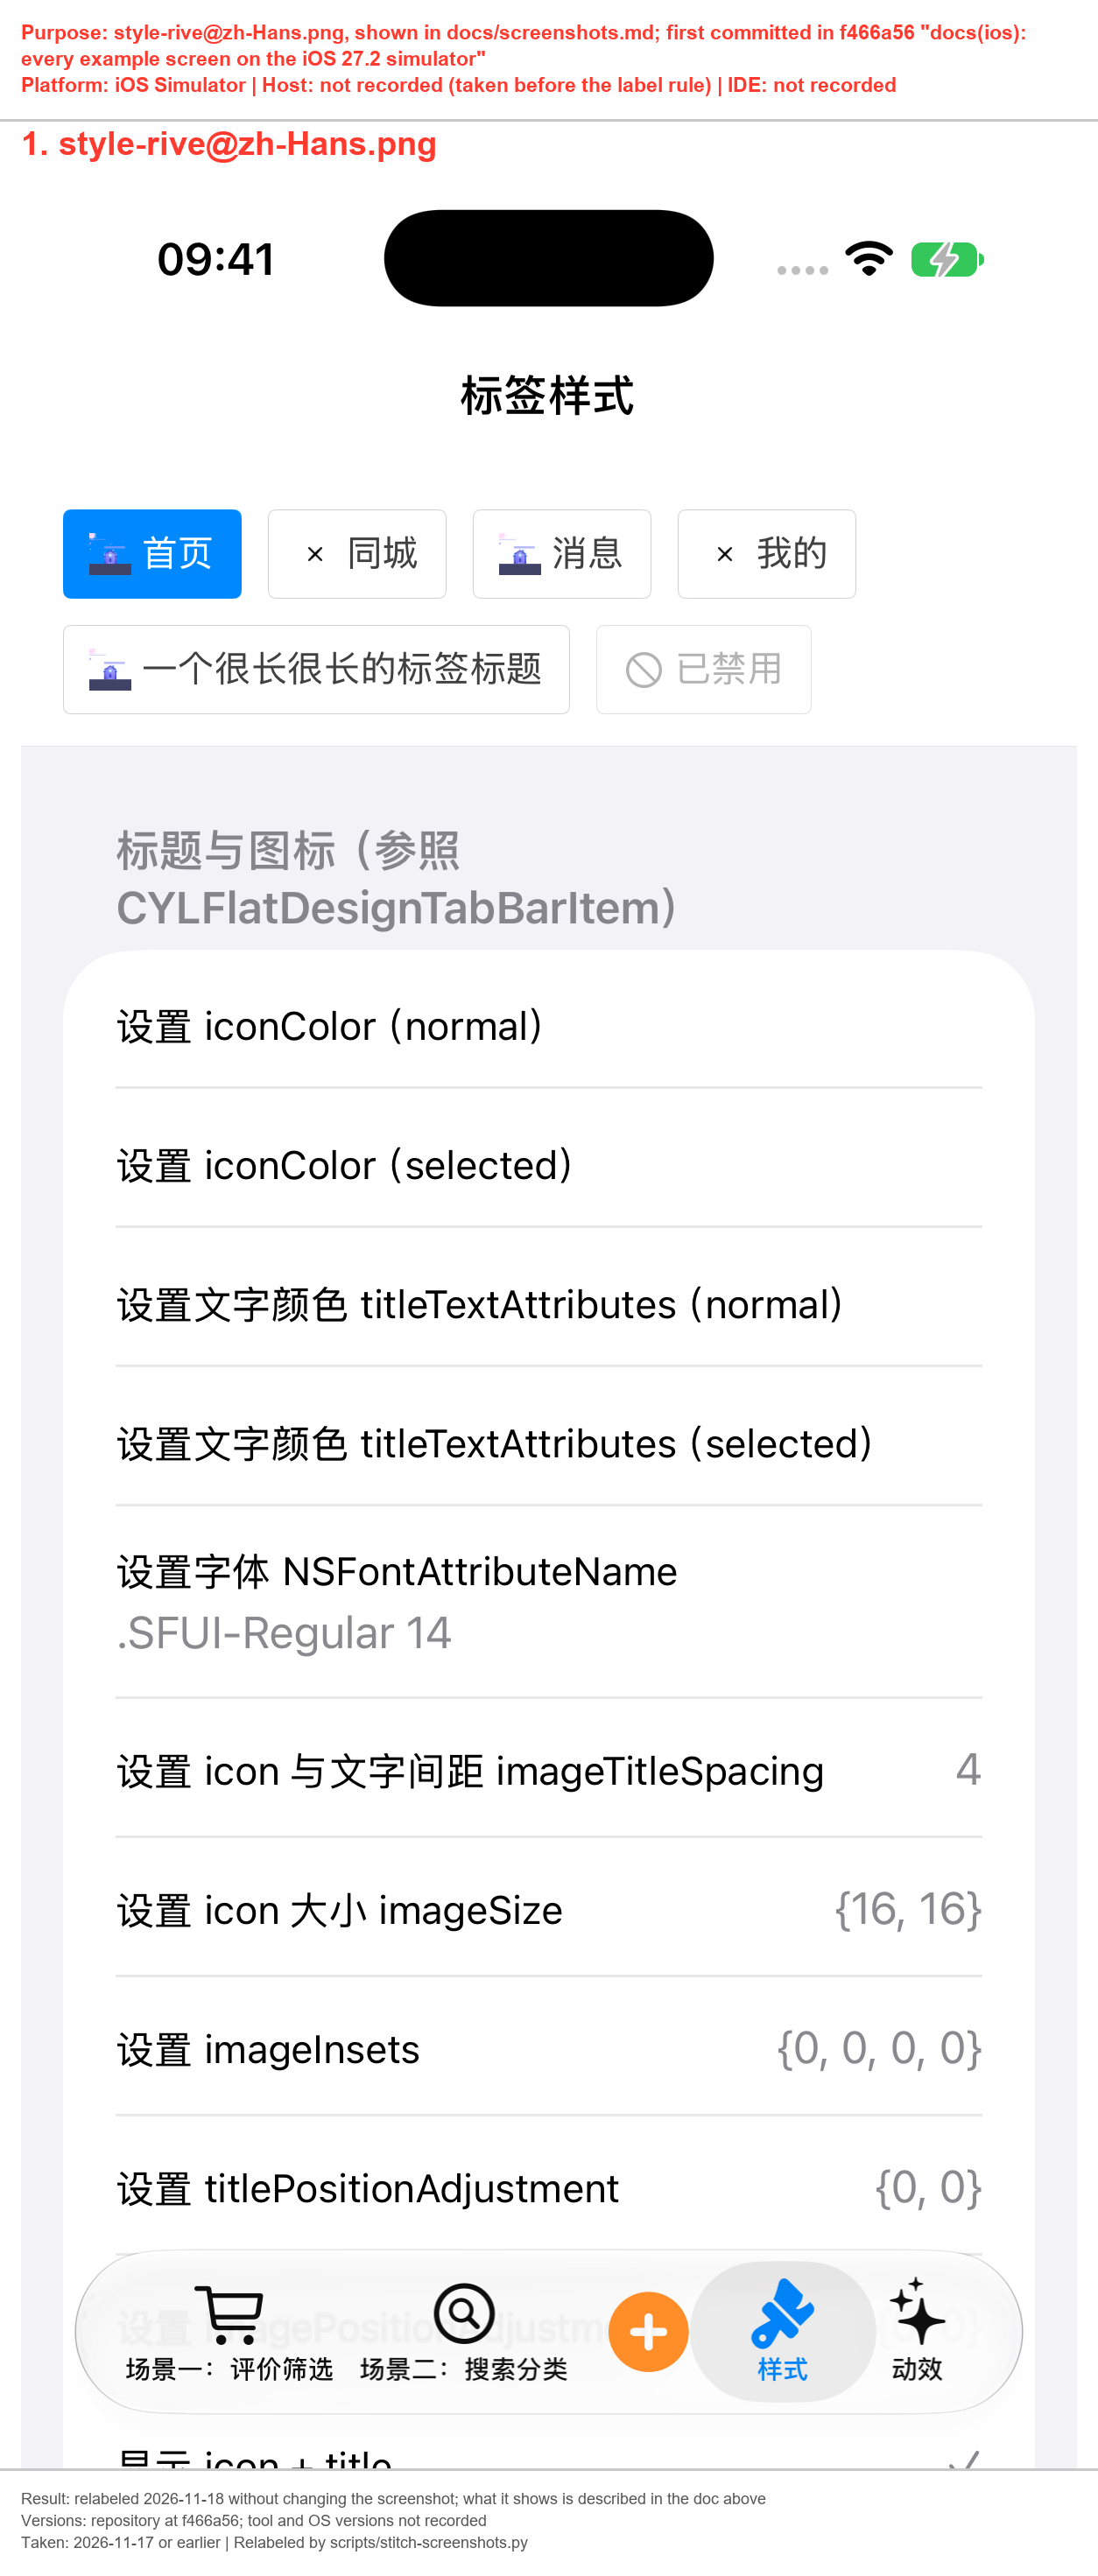 Purpose: style-rive@zh-Hans.png, shown in docs/screenshots.md; first committed in f466a56 "docs(ios):
every example screen on the iOS 27.2 simulator"
Platform: iOS Simulator | Host: not recorded (taken before the label rule) | IDE: not recorded
1. style-rive@zh-Hans.png
09:41
标签样式
首页 同城 消息 我的
一个很长很长的标签标题 已禁用
标题与图标（参照
CYLFlatDesignTabBarItem）
设置 iconColor（normal）
设置 iconColor（selected）
设置文字颜色 titleTextAttributes（normal）
设置文字颜色 titleTextAttributes（selected）
设置字体 NSFontAttributeName
.SFUI-Regular 14
设置 icon 与文字间距 imageTitleSpacing 4
设置 icon 大小 imageSize {16, 16}
设置 imageInsets {0, 0, 0, 0}
设置 titlePositionAdjustment {0, 0}
场景一：评价筛选 场景二：搜索分类 样式 动效
显示 icon + title
Result: relabeled 2026-11-18 without changing the screenshot; what it shows is described in the doc above
Versions: repository at f466a56; tool and OS versions not recorded
Taken: 2026-11-17 or earlier | Relabeled by scripts/stitch-screenshots.py